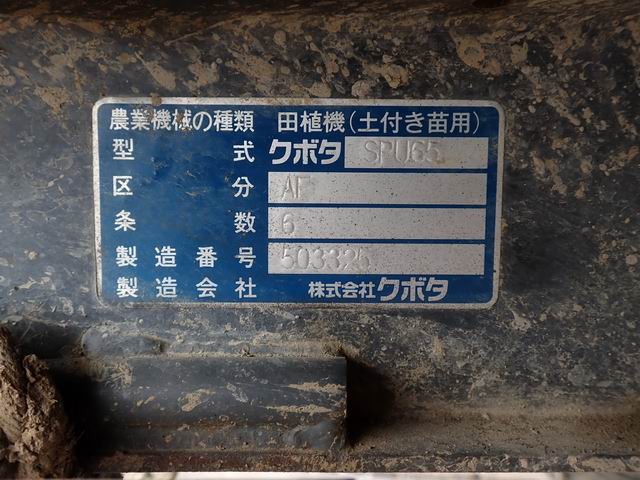 農業機械の種類 田植機(土付き苗用)
型式 クボタ SPU65
区分 AF
条数 6
製造番号 503325
製造会社 株式会社クボタ